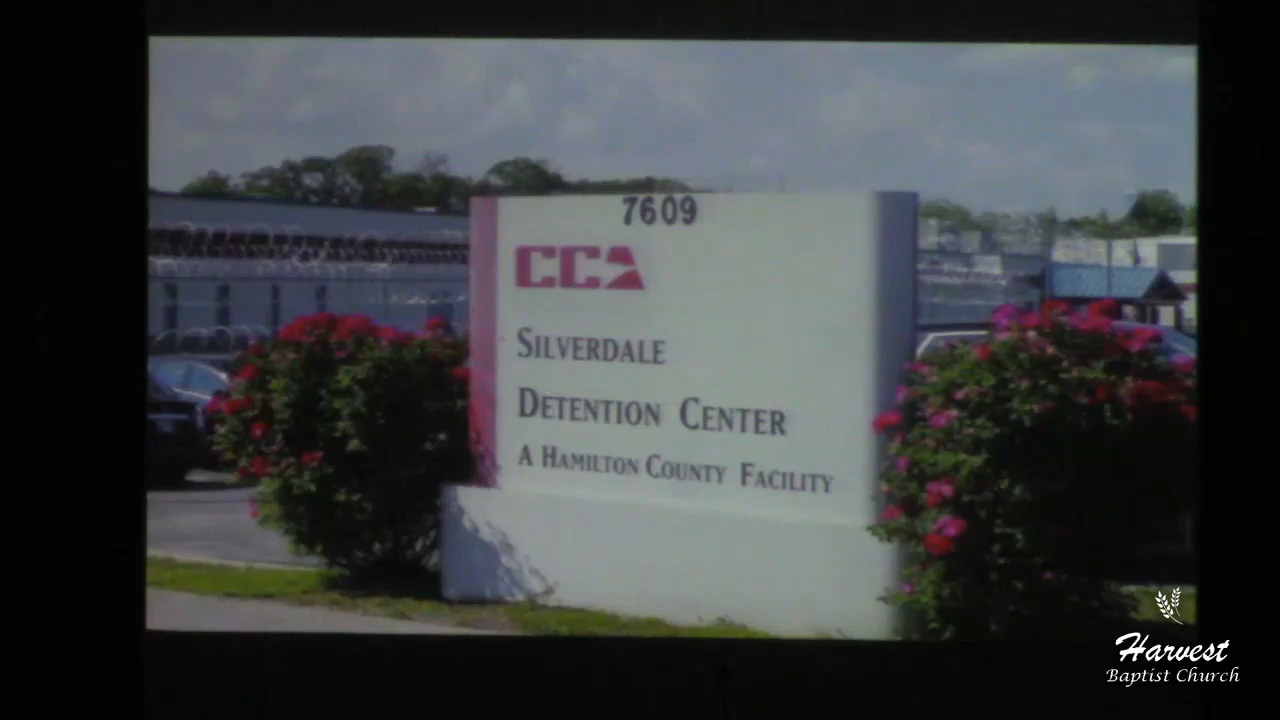 7609
CCA
SILVERDALE
DETENTION CENTER
A HAMILTON COUNTY FACILITY
Harvest
Baptist Church